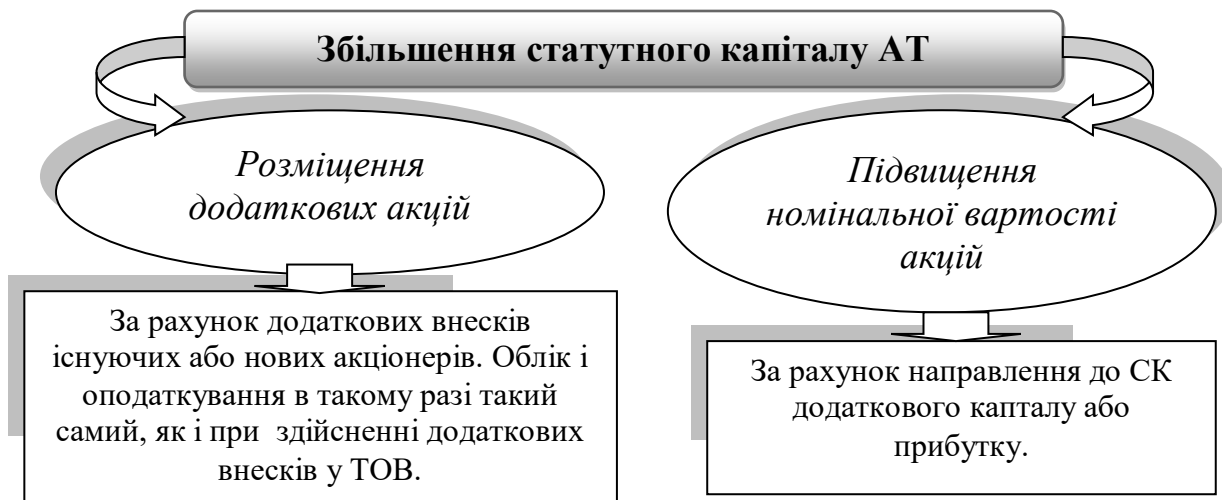 Збільшення статутного капіталу АТ
Розміщення
додаткових акцій
Підвищення
номінальної вартості
акцій
За рахунок додаткових внесків
існуючих або нових акціонерів. Облік і
оподаткування в такому разі такий
самий, як і при здійсненні додаткових
внесків у ТОВ.
За рахунок направлення до СК
додаткового капталу або
прибутку.